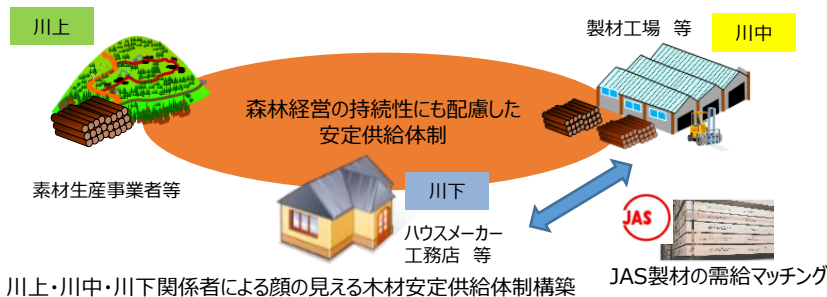 川上
製材工場 等
川中
森林経営の持続性にも配慮した
安定供給体制
素材生産事業者等
川下
ハウスメーカー
工務店 等
JAS
川上・川中・川下関係者による顔の見える木材安定供給体制構築
JAS製材の需給マッチング